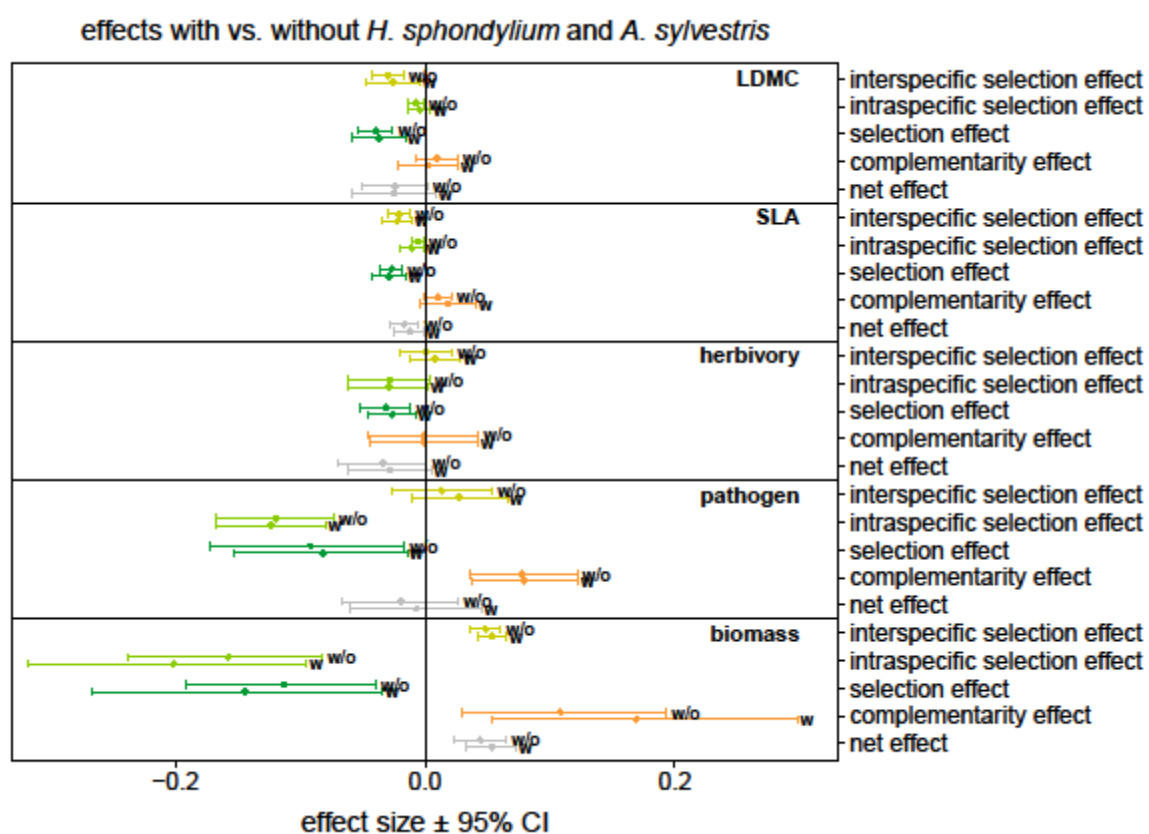 effects with vs. without H. sphondylium and A. sylvestris
LDMC
w/o
w
interspecific selection effect
w/o
w
intraspecific selection effect
w/o
w
selection effect
w/o
w
complementarity effect
w/o
w
net effect
SLA
w/o
w
interspecific selection effect
w/o
w
intraspecific selection effect
w/o
w
selection effect
w/o
w
complementarity effect
w/o
w
net effect
herbivory
w/o
w
interspecific selection effect
w/o
w
intraspecific selection effect
w/o
w
selection effect
w/o
w
complementarity effect
w/o
w
net effect
pathogen
w/o
w
interspecific selection effect
w/o
w
intraspecific selection effect
w/o
w
selection effect
w/o
w
complementarity effect
w/o
w
net effect
biomass
w/o
w
interspecific selection effect
w/o
w
intraspecific selection effect
w/o
w
selection effect
w/o
w
complementarity effect
w/o
w
net effect
−0.2 0.0 0.2
effect size ± 95% CI